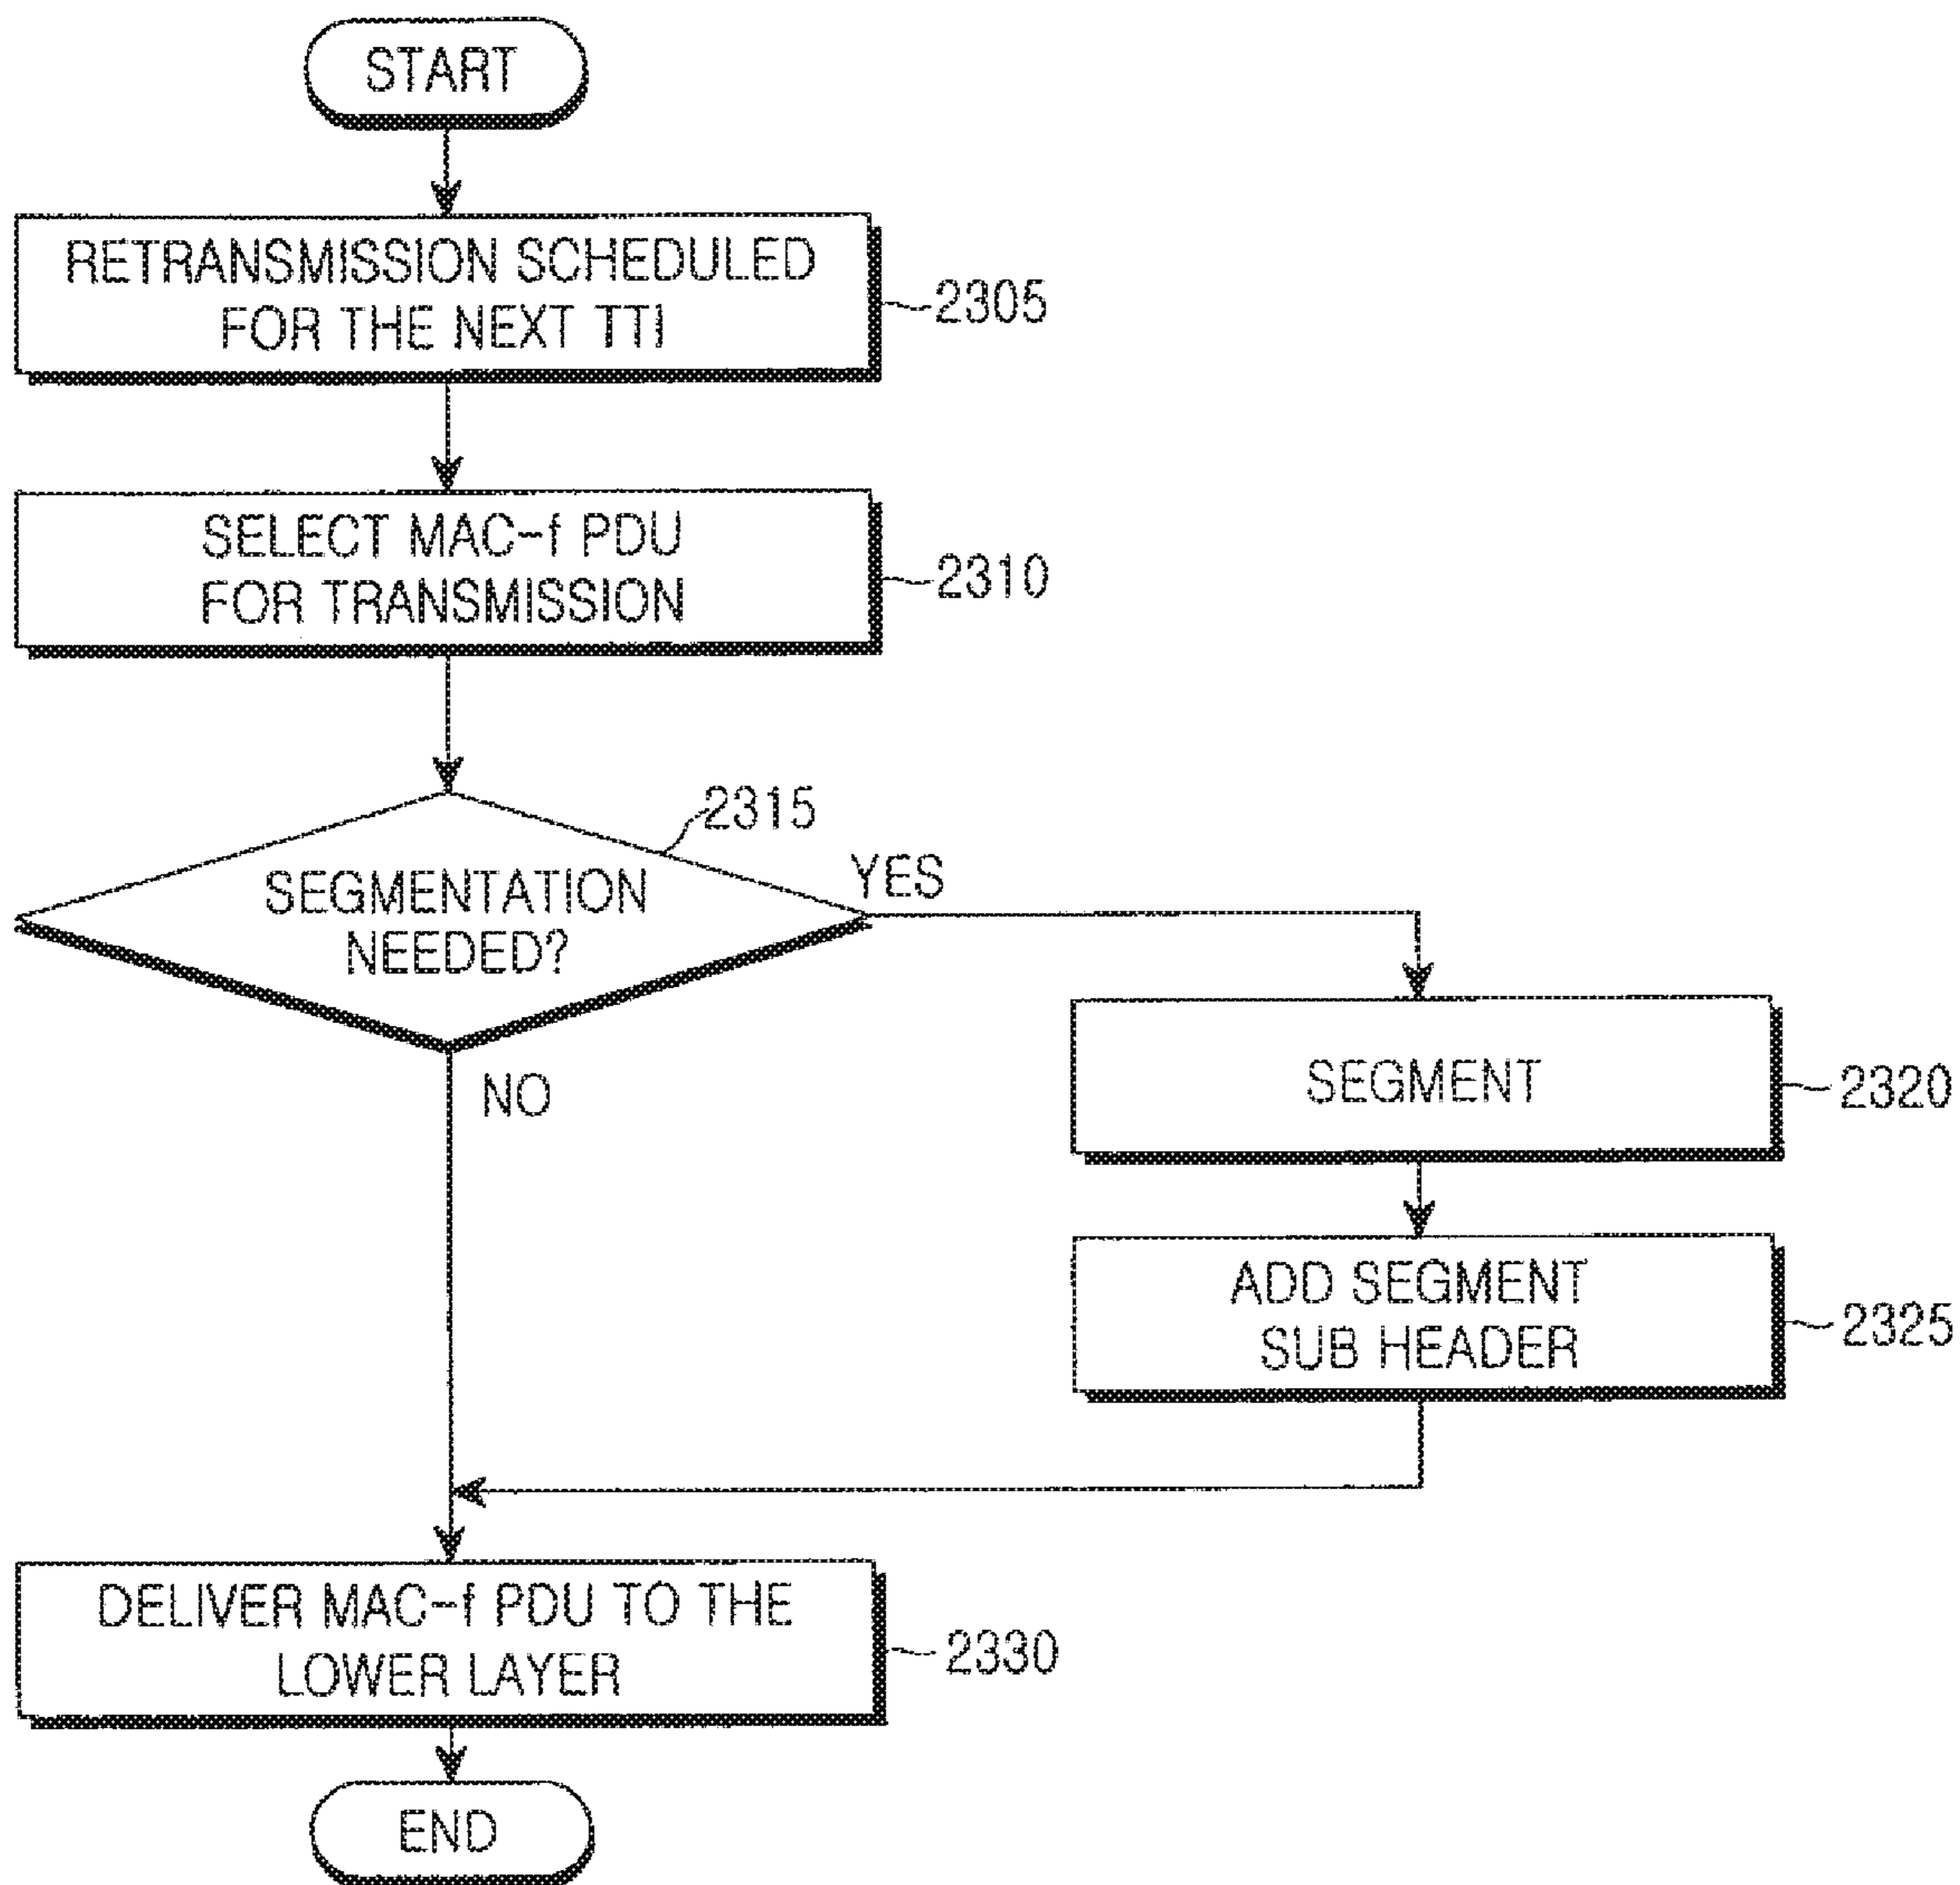 START
RETRANSMISSION SCHEDULED
FOR THE NEXT TTI
2305
SELECT MAC-f PDU
FOR TRANSMISSION
2310
2315
SEGMENTATION
NEEDED?
YES
NO
SEGMENT
2320
ADD SEGMENT
SUB HEADER
2325
DELIVER MAC-f PDU TO THE
LOWER LAYER
2330
END